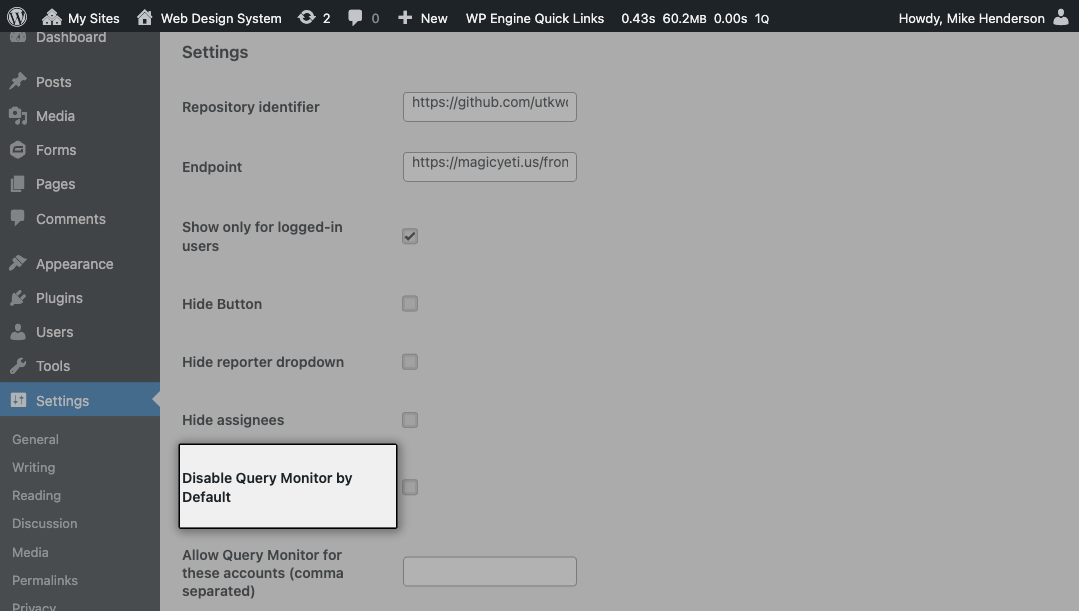 My Sites Web Design System 2 0 New WP Engine Quick Links 0.43s 60.2MB 0.00s 1Q Howdy, Mike Henderson
Dashboard
Posts
Media
Forms
Pages
Comments
Appearance
Plugins
Users
Tools
Settings
General
Writing
Reading
Discussion
Media
Permalinks
Privacy
Settings
Repository identifier
https://github.com/utkw
Endpoint
https://magicyeti.us/fron
Show only for logged-in
users
Hide Button
Hide reporter dropdown
Hide assignees
Disable Query Monitor by
Default
Allow Query Monitor for
these accounts (comma
separated)